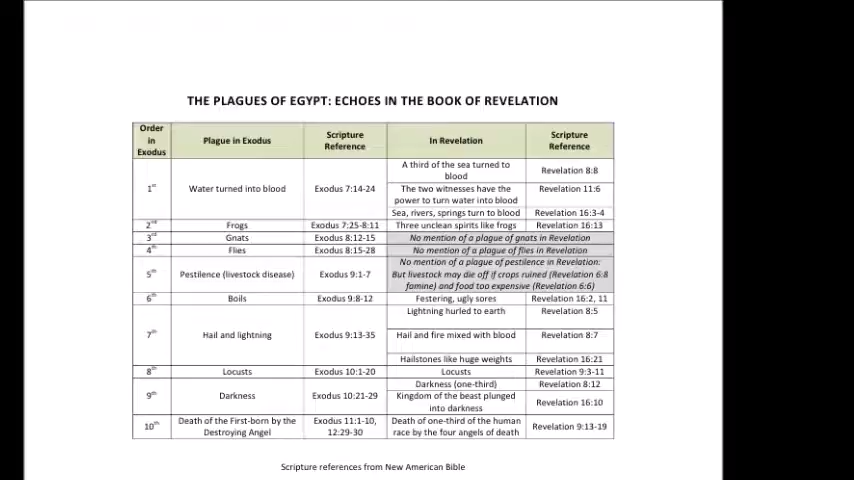 THE PLAGUES OF EGYPT: ECHOES IN THE BOOK OF REVELATION
Order in Exodus | Plague in Exodus | Scripture Reference | In Revelation | Scripture Reference
1st | Water turned into blood | Exodus 7:14-24 | A third of the sea turned to blood | Revelation 8:8
The two witnesses have the power to turn water into blood | Revelation 11:6
Sea, rivers, springs turn to blood | Revelation 16:3-4
2nd | Frogs | Exodus 7:25-8:11 | Three unclean spirits like frogs | Revelation 16:13
3rd | Gnats | Exodus 8:12-15 | No mention of a plague of gnats in Revelation
4th | Flies | Exodus 8:15-28 | No mention of a plague of flies in Revelation
5th | Pestilence (livestock disease) | Exodus 9:1-7 | No mention of a plague of pestilence in Revelation: But livestock may die off if crops ruined (Revelation 6:8 famine) and food too expensive (Revelation 6:6)
6th | Boils | Exodus 9:8-12 | Festering, ugly sores | Revelation 16:2, 11
7th | Hail and lightning | Exodus 9:13-35 | Lightning hurled to earth | Revelation 8:5
Hail and fire mixed with blood | Revelation 8:7
Hailstones like huge weights | Revelation 16:21
8th | Locusts | Exodus 10:1-20 | Locusts | Revelation 9:3-11
9th | Darkness | Exodus 10:21-29 | Darkness (one-third) | Revelation 8:12
Kingdom of the beast plunged into darkness | Revelation 16:10
10th | Death of the First-born by the Destroying Angel | Exodus 11:1-10, 12:29-30 | Death of one-third of the human race by the four angels of death | Revelation 9:13-19
Scripture references from New American Bible